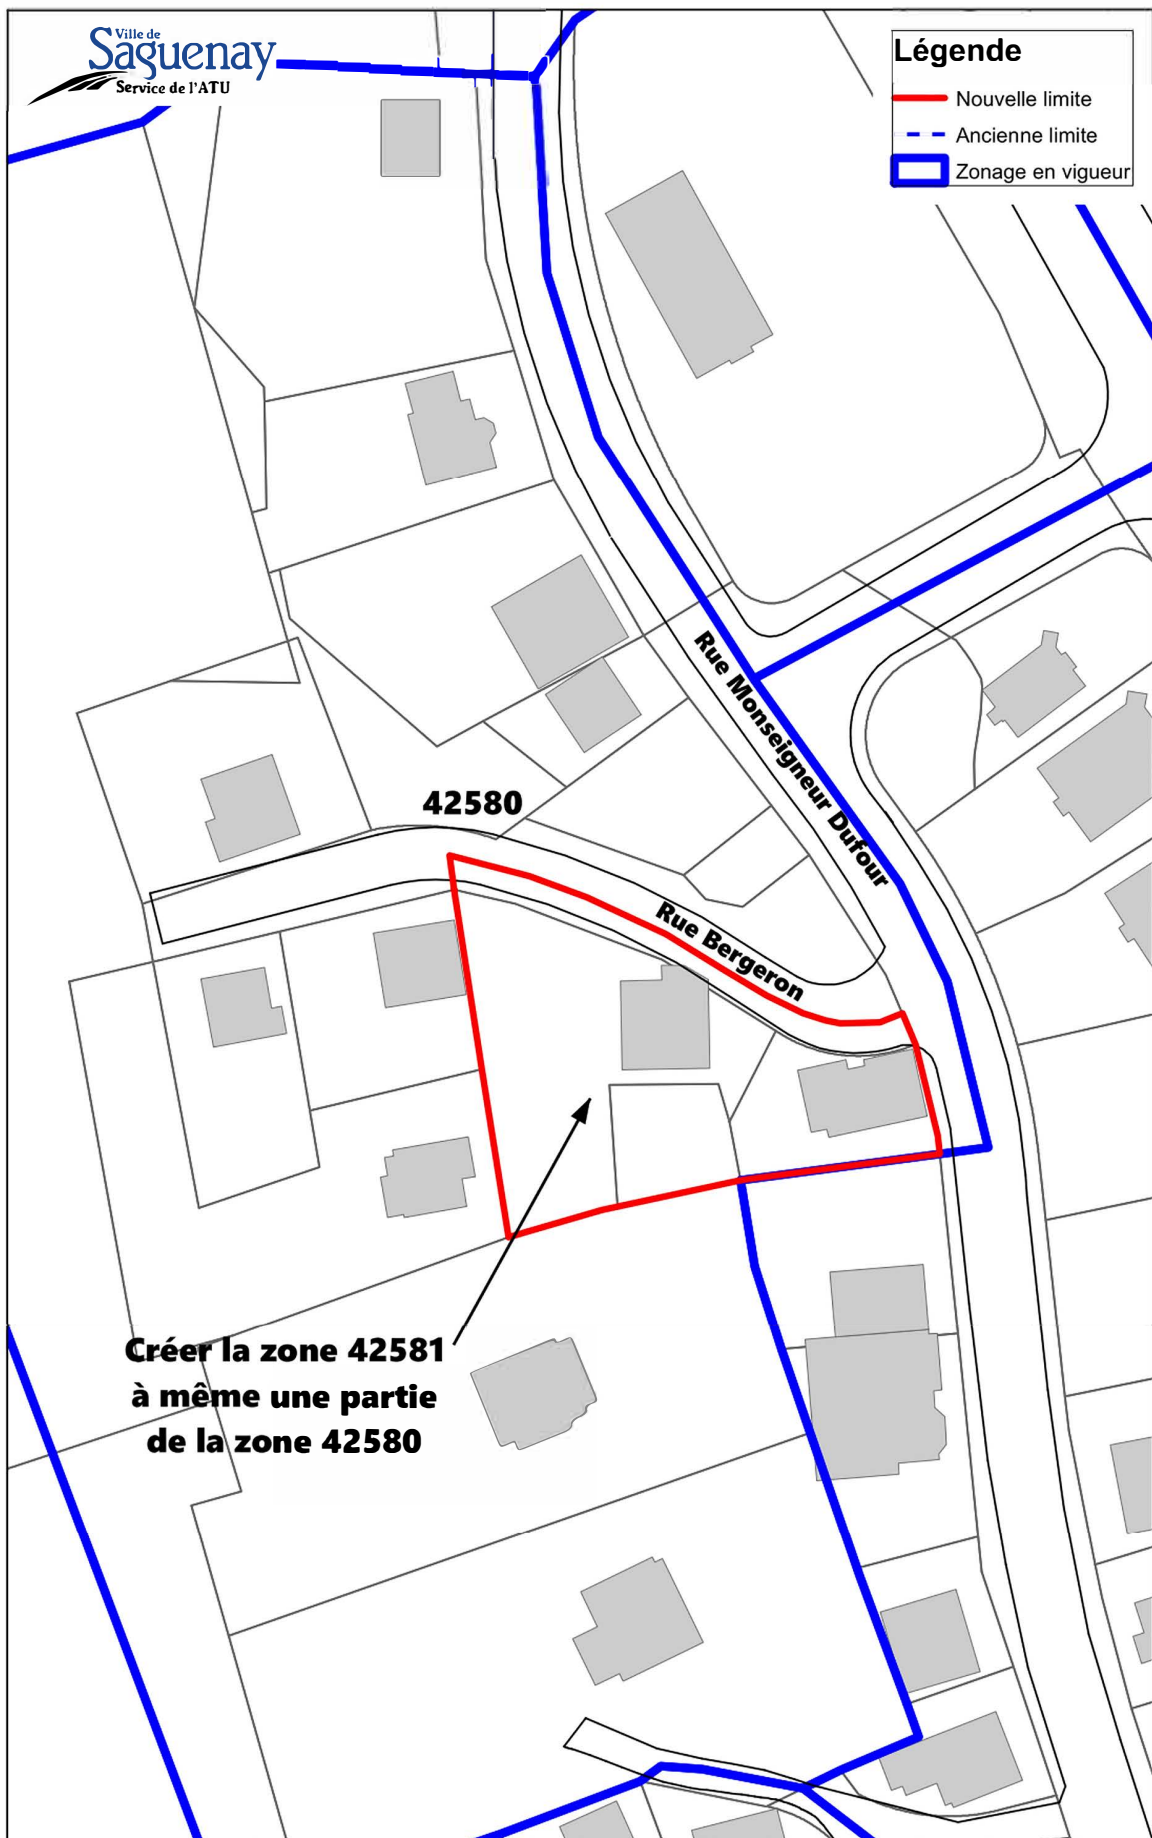 Ville de
Saguenay
Service de l'ATU
Légende
Nouvelle limite
Ancienne limite
Zonage en vigueur
Rue Monseigneur Dufour
42580
Rue Bergeron
Créer la zone 42581
à même une partie
de la zone 42580